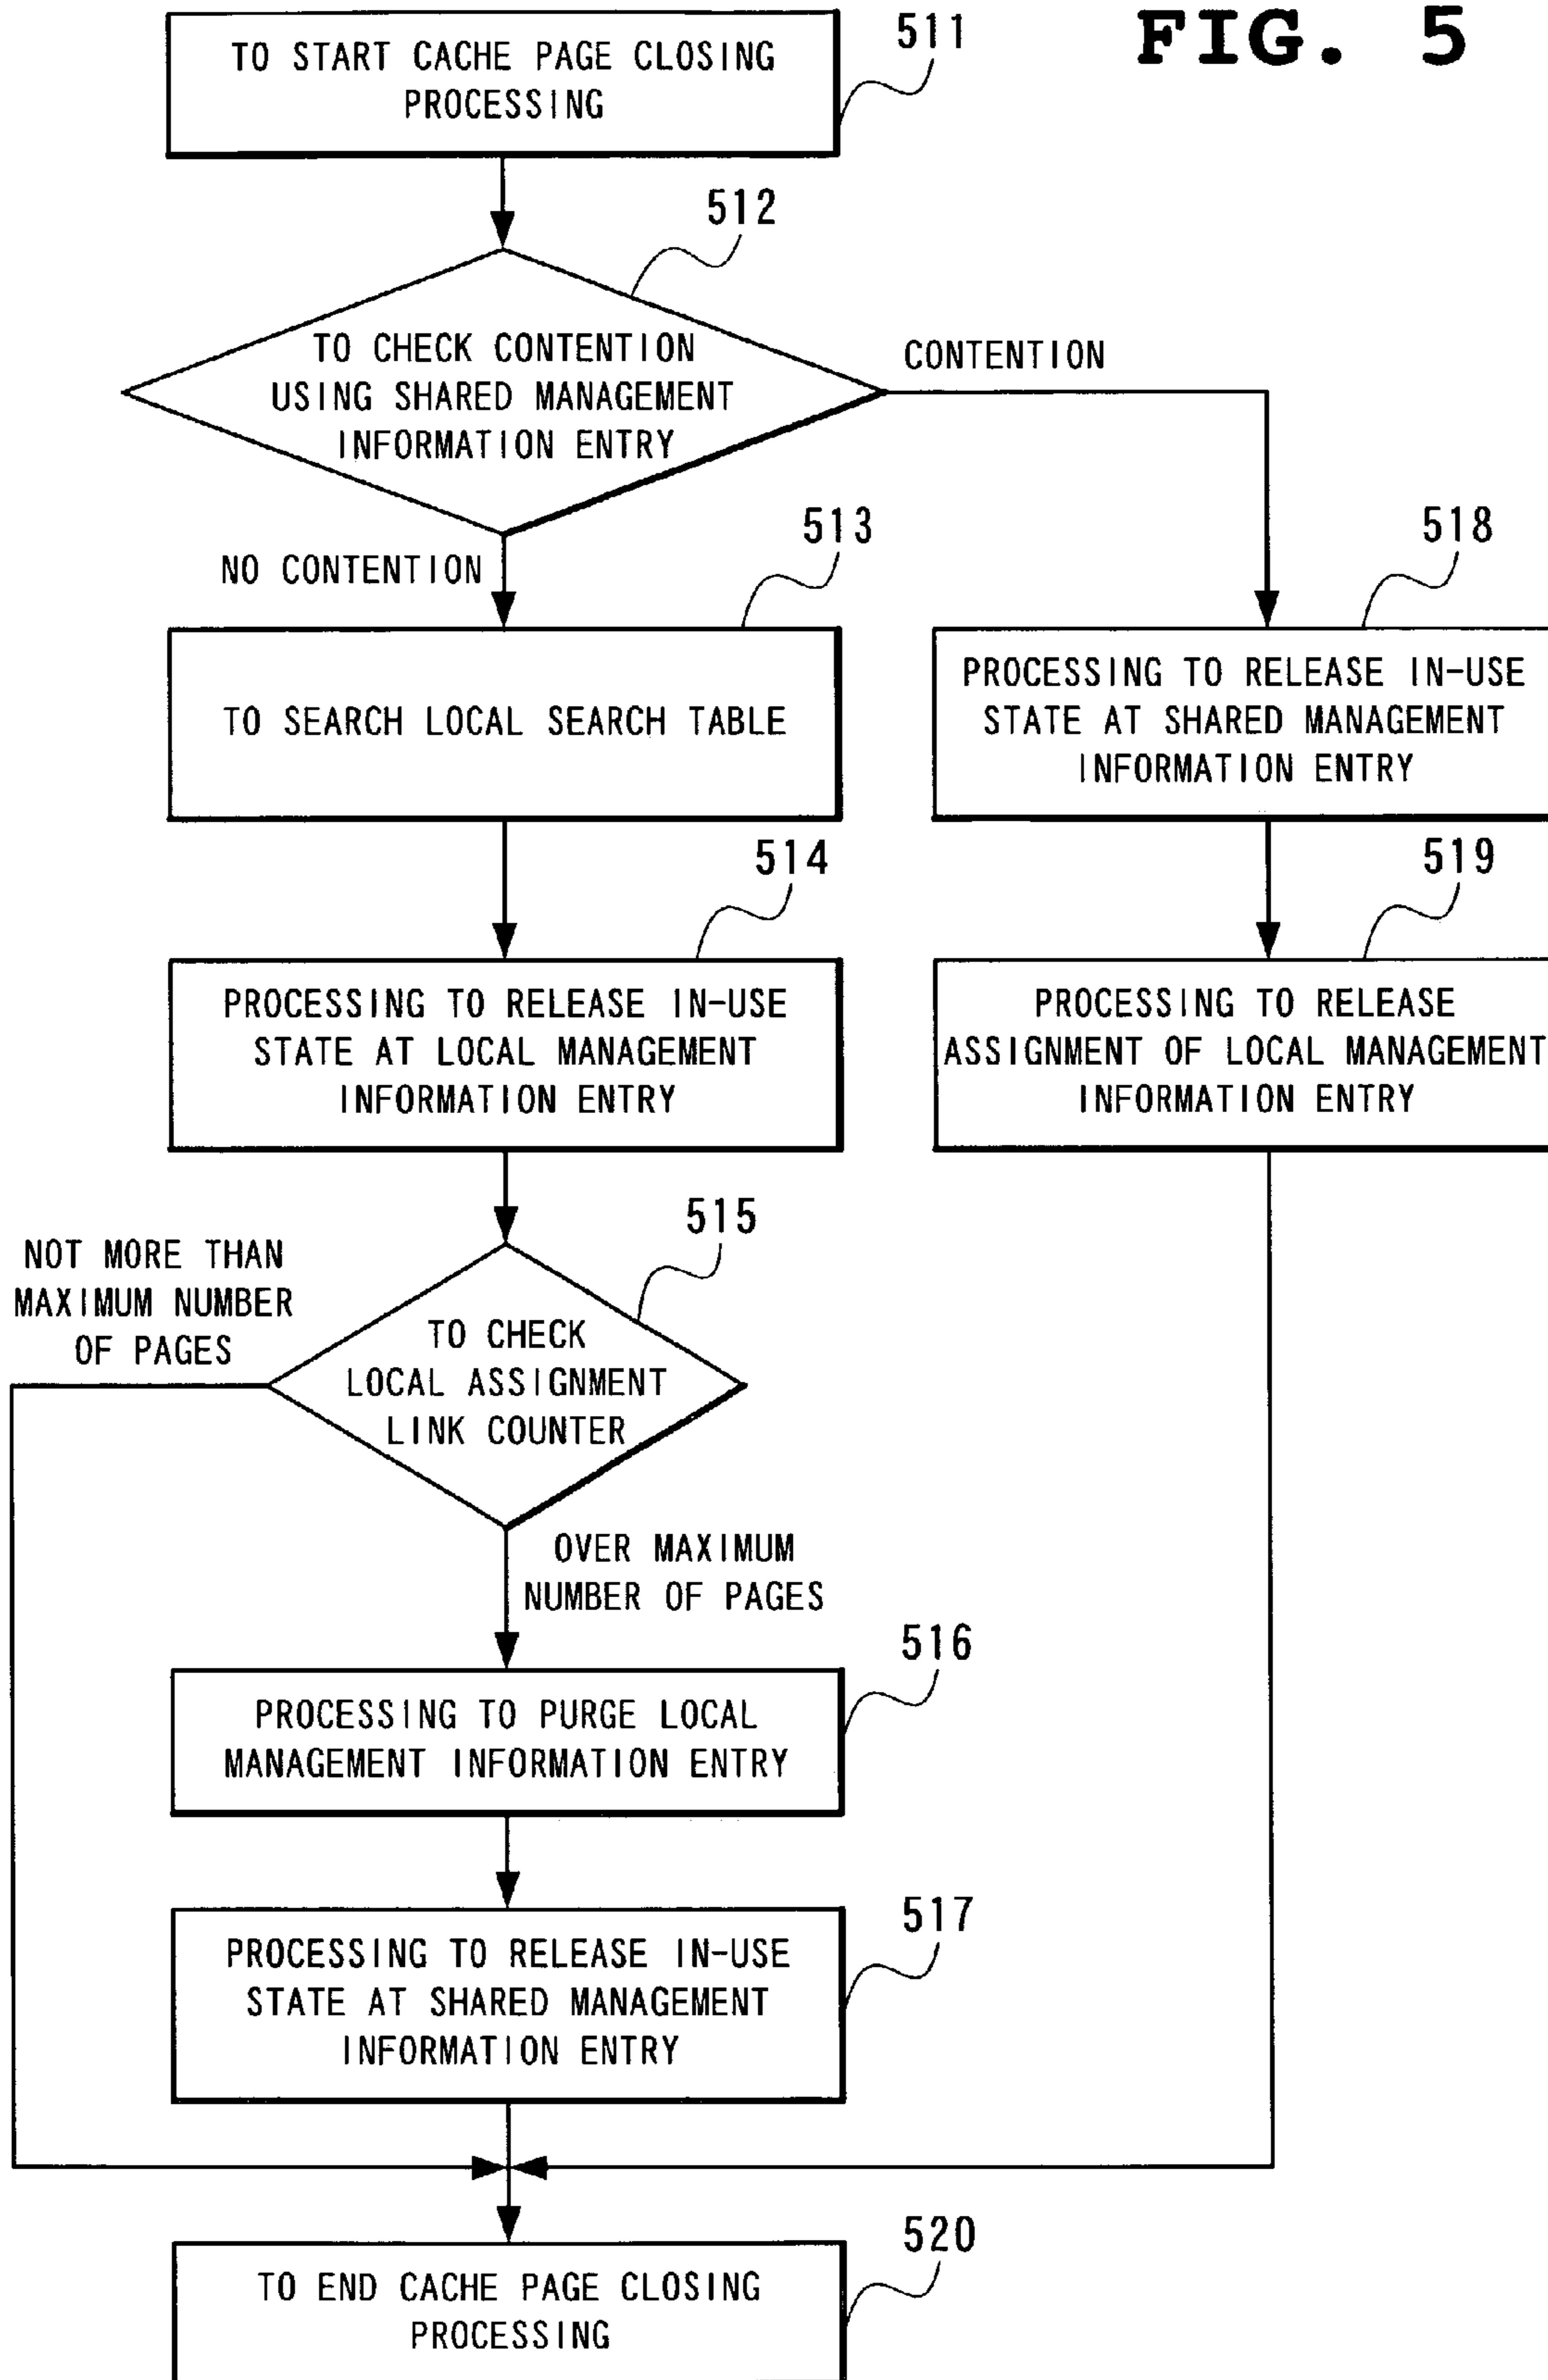 FIG. 5
511
TO START CACHE PAGE CLOSING
PROCESSING
512
TO CHECK CONTENTION
USING SHARED MANAGEMENT
INFORMATION ENTRY
CONTENTION
NO CONTENTION
513
TO SEARCH LOCAL SEARCH TABLE
518
PROCESSING TO RELEASE IN-USE
STATE AT SHARED MANAGEMENT
INFORMATION ENTRY
514
PROCESSING TO RELEASE IN-USE
STATE AT LOCAL MANAGEMENT
INFORMATION ENTRY
519
PROCESSING TO RELEASE
ASSIGNMENT OF LOCAL MANAGEMENT
INFORMATION ENTRY
515
NOT MORE THAN
MAXIMUM NUMBER
OF PAGES
TO CHECK
LOCAL ASSIGNMENT
LINK COUNTER
OVER MAXIMUM
NUMBER OF PAGES
516
PROCESSING TO PURGE LOCAL
MANAGEMENT INFORMATION ENTRY
517
PROCESSING TO RELEASE IN-USE
STATE AT SHARED MANAGEMENT
INFORMATION ENTRY
520
TO END CACHE PAGE CLOSING
PROCESSING